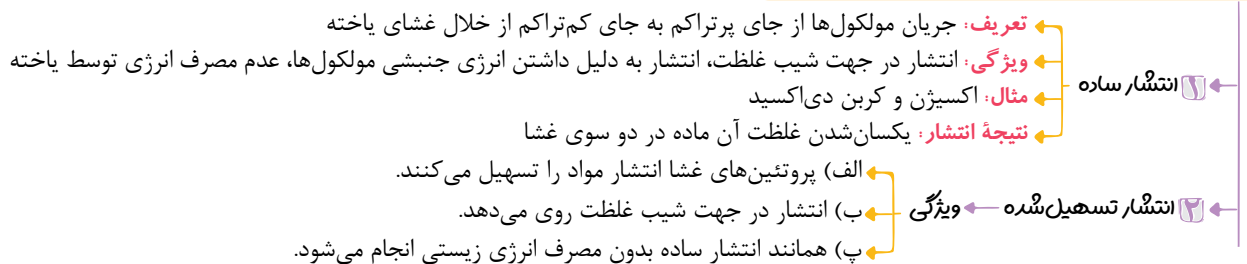 ۱ انتشار ساده
تعریف: جریان مولکول‌ها از جای پرتراکم به جای کم‌تراکم از خلال غشای یاخته
ویژگی: انتشار در جهت شیب غلظت، انتشار به دلیل داشتن انرژی جنبشی مولکول‌ها، عدم مصرف انرژی توسط یاخته
مثال: اکسیژن و کربن دی‌اکسید
نتیجهٔ انتشار: یکسان‌شدن غلظت آن ماده در دو سوی غشا
۲ انتشار تسهیل‌شده ویژگی
الف) پروتئین‌های غشا انتشار مواد را تسهیل می‌کنند.
ب) انتشار در جهت شیب غلظت روی می‌دهد.
پ) همانند انتشار ساده بدون مصرف انرژی زیستی انجام می‌شود.